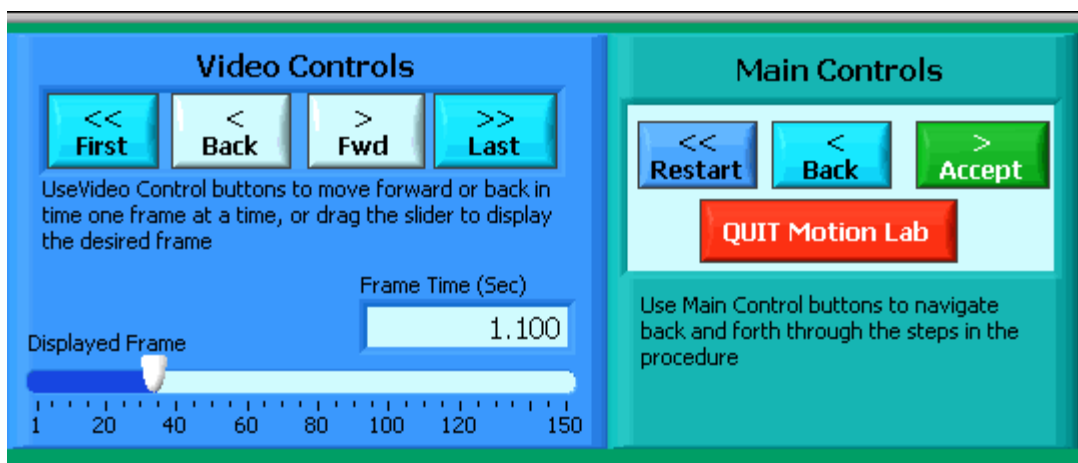 Video Controls
<<
First
<
Back
>
Fwd
>>
Last
UseVideo Control buttons to move forward or back in
time one frame at a time, or drag the slider to display
the desired frame
Frame Time (Sec)
1.100
Displayed Frame
1 20 40 60 80 100 120 150
Main Controls
<<
Restart
<
Back
>
Accept
QUIT Motion Lab
Use Main Control buttons to navigate
back and forth through the steps in the
procedure